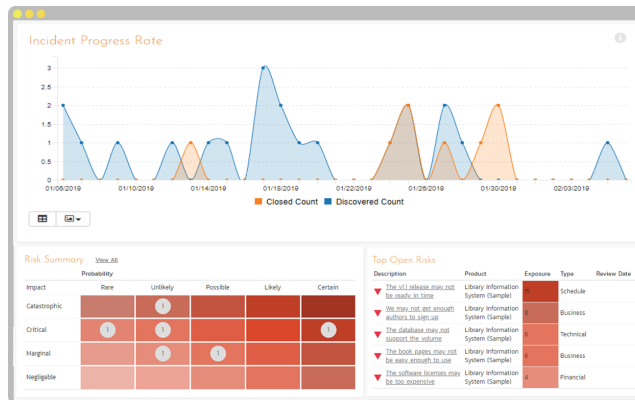 Incident Progress Rate
3
2.5
2
1.5
1
0.5
0
01/06/2019 01/10/2019 01/14/2019 01/18/2019 01/22/2019 01/26/2019 01/30/2019 02/03/2019
Closed Count Discovered Count
Risk Summary View All
Probability
Impact Rare Unlikely Possible Likely Certain
Catastrophic 1
Critical 1 1 1
Marginal 1 1
Negligable
Top Open Risks
Description Product Exposure Type Review Date
The v1.1 release may not Library Information
be ready in time System (Sample) Schedule
We may not get enough Library Information
authors to sign up System (Sample) 8 Business
The database may not Library Information
support the volume System (Sample) 6 Technical
The book pages may not Library Information
be easy enough to use System (Sample) 6 Business
The software licenses may Library Information
be too expensive System (Sample) 4 Financial